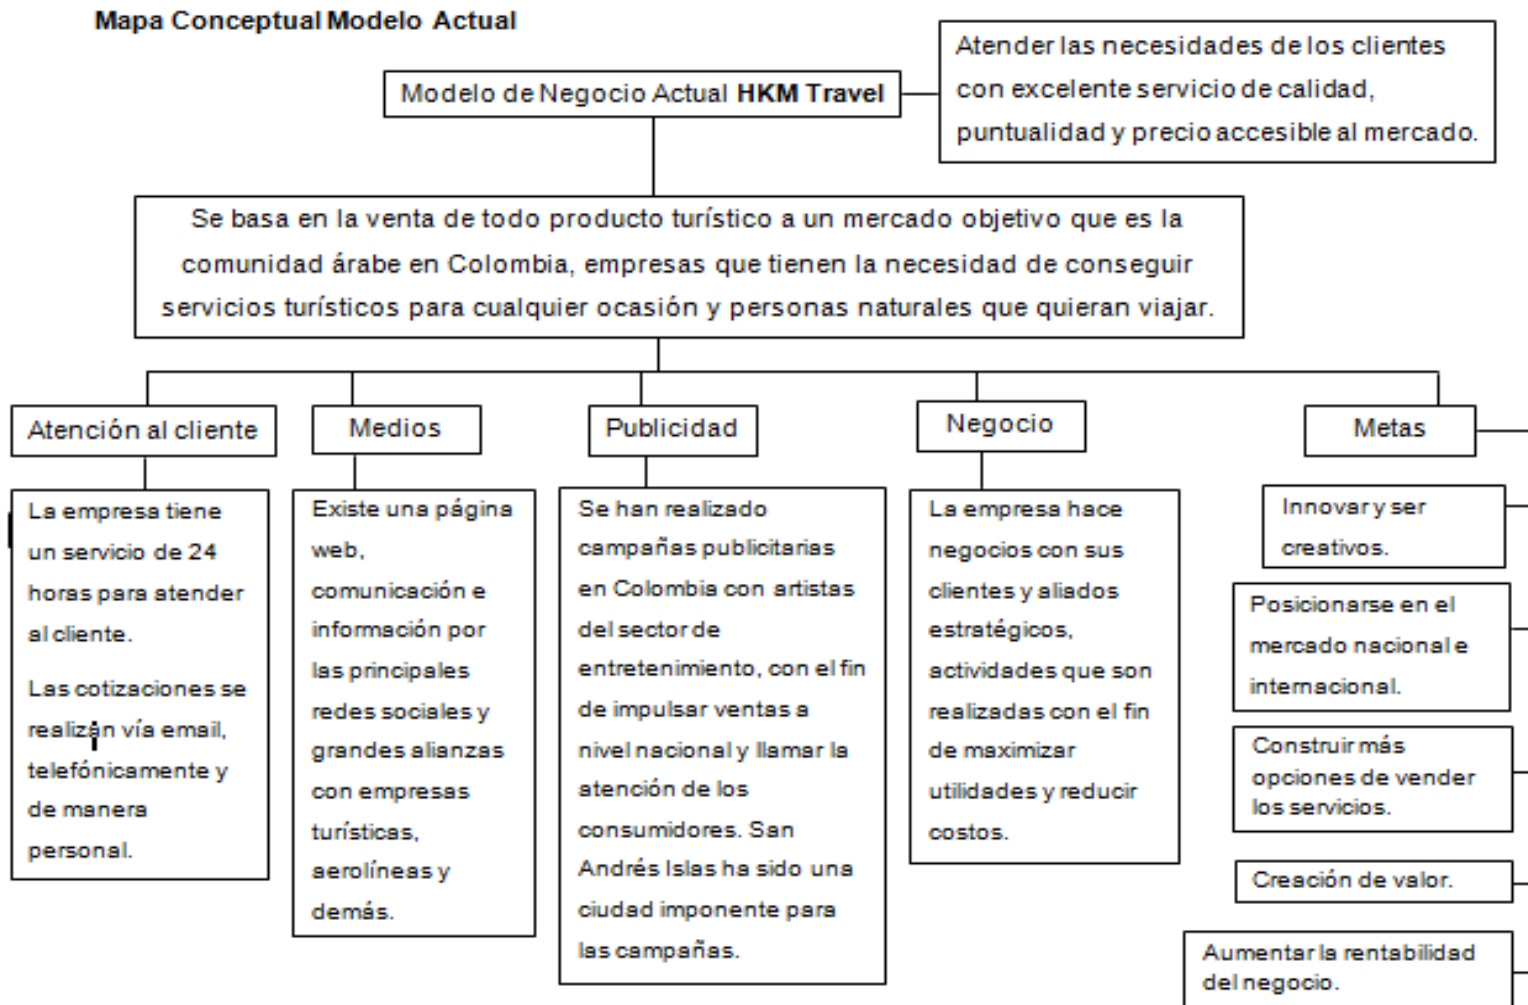 Mapa Conceptual Modelo Actual
Modelo de Negocio Actual HKM Travel
Atender las necesidades de los clientes
con excelente servicio de calidad,
puntualidad y precio accesible al mercado.
Se basa en la venta de todo producto turístico a un mercado objetivo que es la
comunidad árabe en Colombia, empresas que tienen la necesidad de conseguir
servicios turísticos para cualquier ocasión y personas naturales que quieran viajar.
Atención al cliente
La empresa tiene
un servicio de 24
horas para atender
al cliente.
Las cotizaciones se
realizán vía email,
telefónicamente y
de manera
personal.
Medios
Existe una página
web,
comunicación e
información por
las principales
redes sociales y
grandes alianzas
con empresas
turísticas,
aerolíneas y
demás.
Publicidad
Se han realizado
campañas publicitarias
en Colombia con artistas
del sector de
entretenimiento, con el fin
de impulsar ventas a
nivel nacional y llamar la
atención de los
consumidores. San
Andrés Islas ha sido una
ciudad imponente para
las campañas.
Negocio
La empresa hace
negocios con sus
clientes y aliados
estratégicos,
actividades que son
realizadas con el fin
de maximizar
utilidades y reducir
costos.
Metas
Innovar y ser
creativos.
Posicionarse en el
mercado nacional e
internacional.
Construir más
opciones de vender
los servicios.
Creación de valor.
Aumentar la rentabilidad
del negocio.